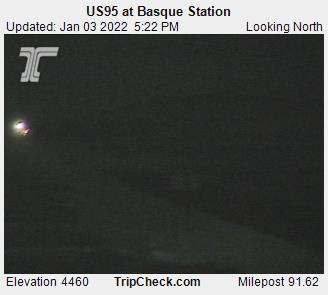 US95 at Basque Station
Updated: Jan 03 2022 5:22 PM Looking North
Elevation 4460 TripCheck.com Milepost 91.62